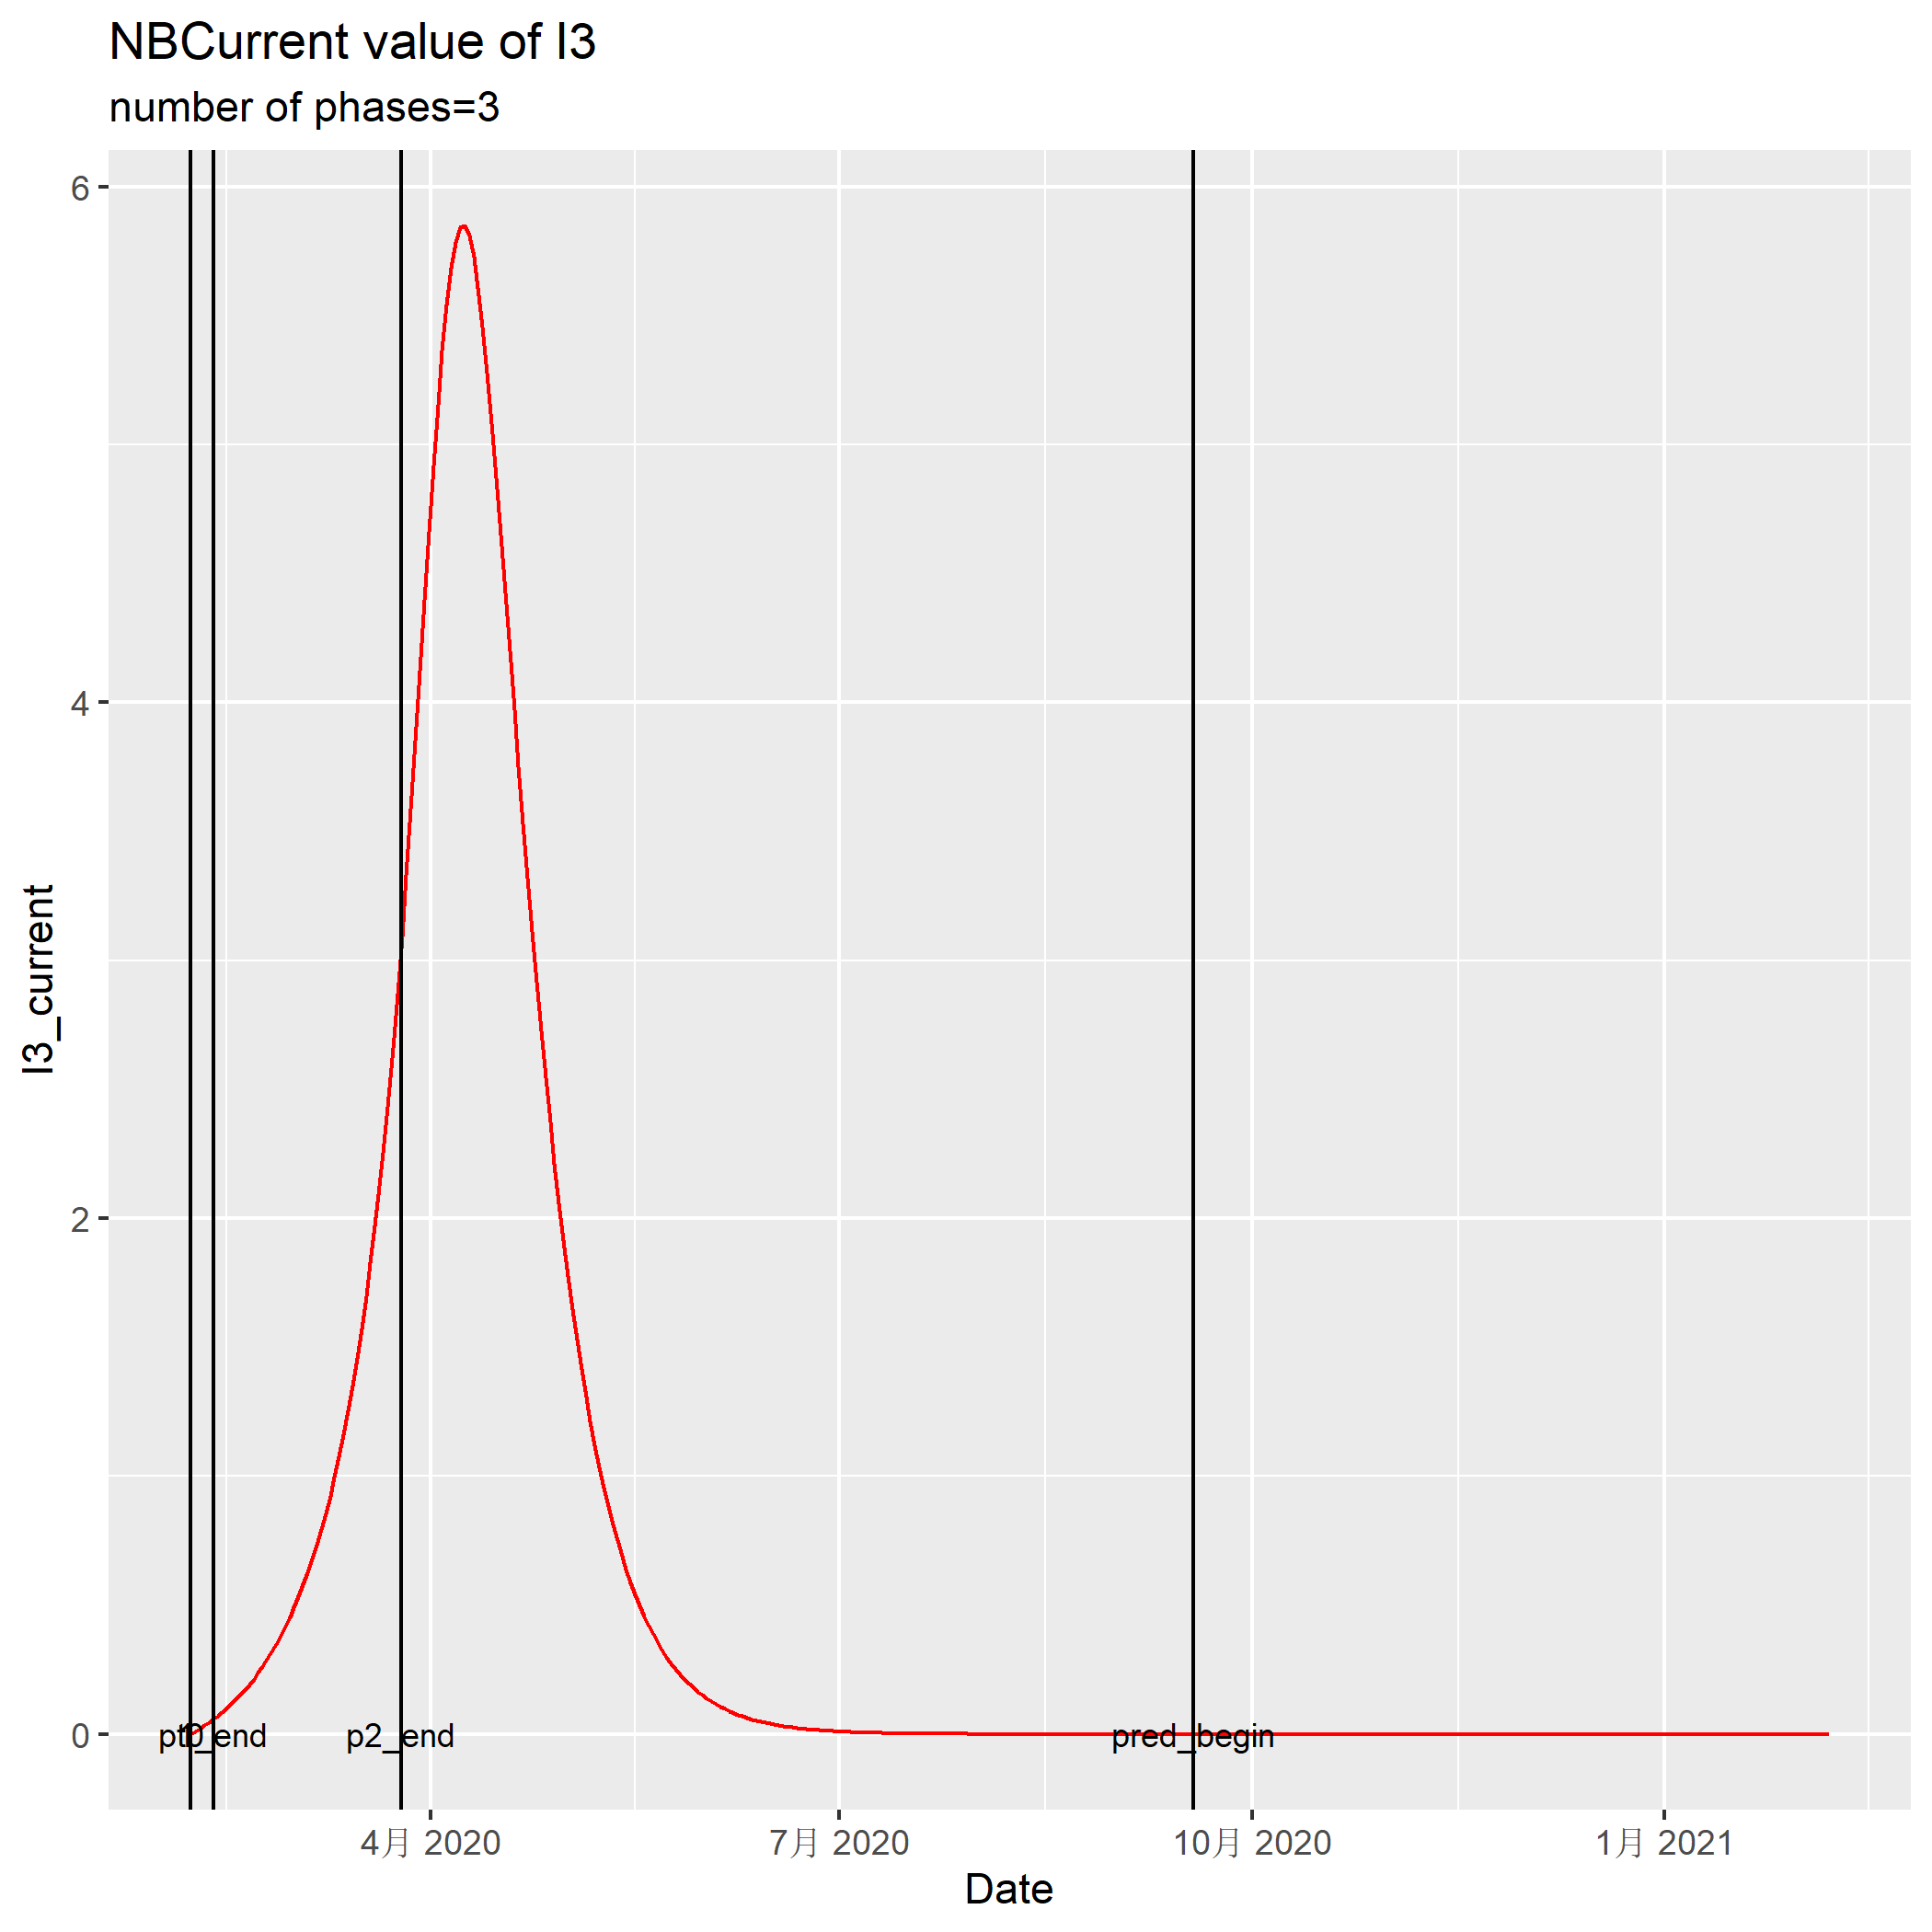 NBCurrent value of I3
number of phases=3
6
4
2
0
I3_current
p2_end
pred_begin
4月 2020
7月 2020
10月 2020
1月 2021
Date